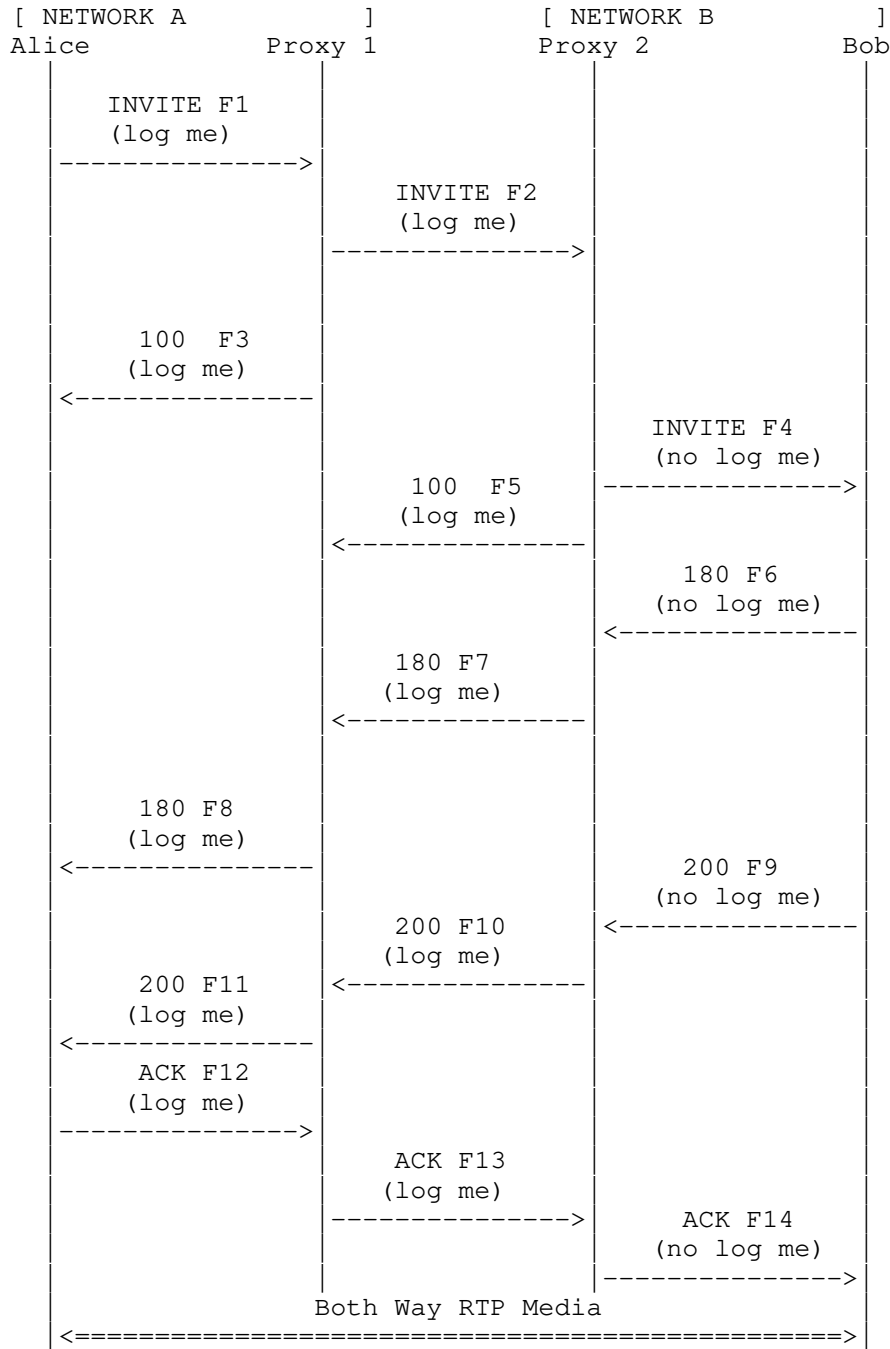 [ NETWORK A ] [ NETWORK B ]
Alice Proxy 1 Proxy 2 Bob
INVITE F1
(log me)
INVITE F2
(log me)
100 F3
(log me)
INVITE F4
(no log me)
100 F5
(log me)
180 F6
(no log me)
180 F7
(log me)
180 F8
(log me)
200 F9
(no log me)
200 F10
(log me)
200 F11
(log me)
ACK F12
(log me)
ACK F13
(log me)
ACK F14
(no log me)
Both Way RTP Media